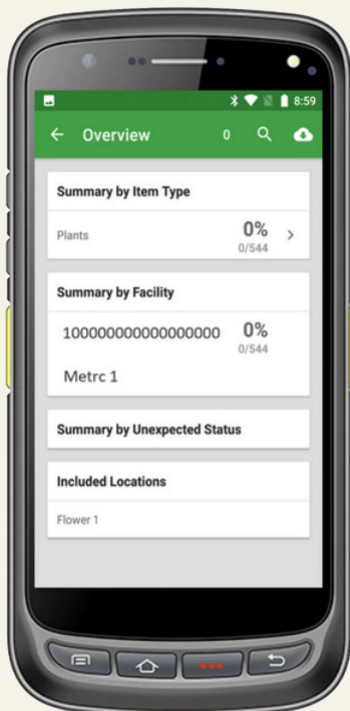 8:59
Overview 0
Summary by Item Type
Plants 0%
0/544
Summary by Facility
100000000000000000 0%
0/544
Metrc 1
Summary by Unexpected Status
Included Locations
Flower 1